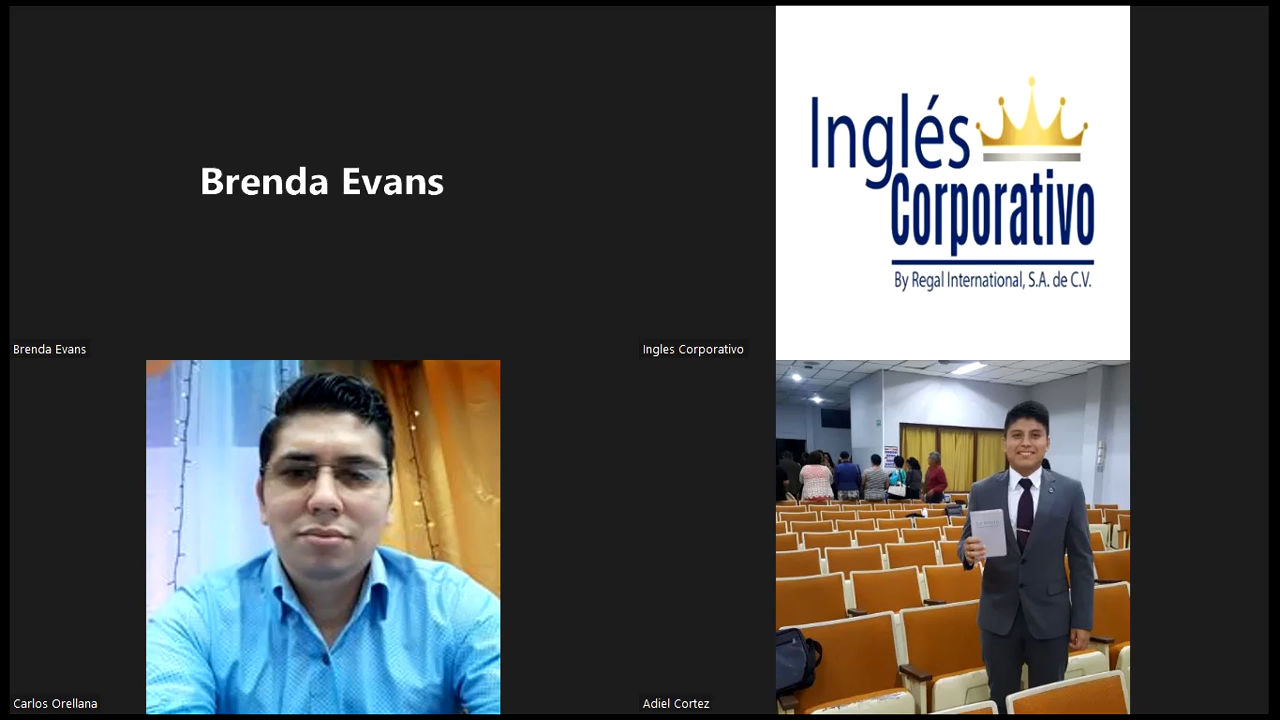 Brenda Evans
Inglés
Corporativo
By Regal International, S.A. de C.V.
Brenda Evans
Ingles Corporativo
Carlos Orellana
Adiel Cortez